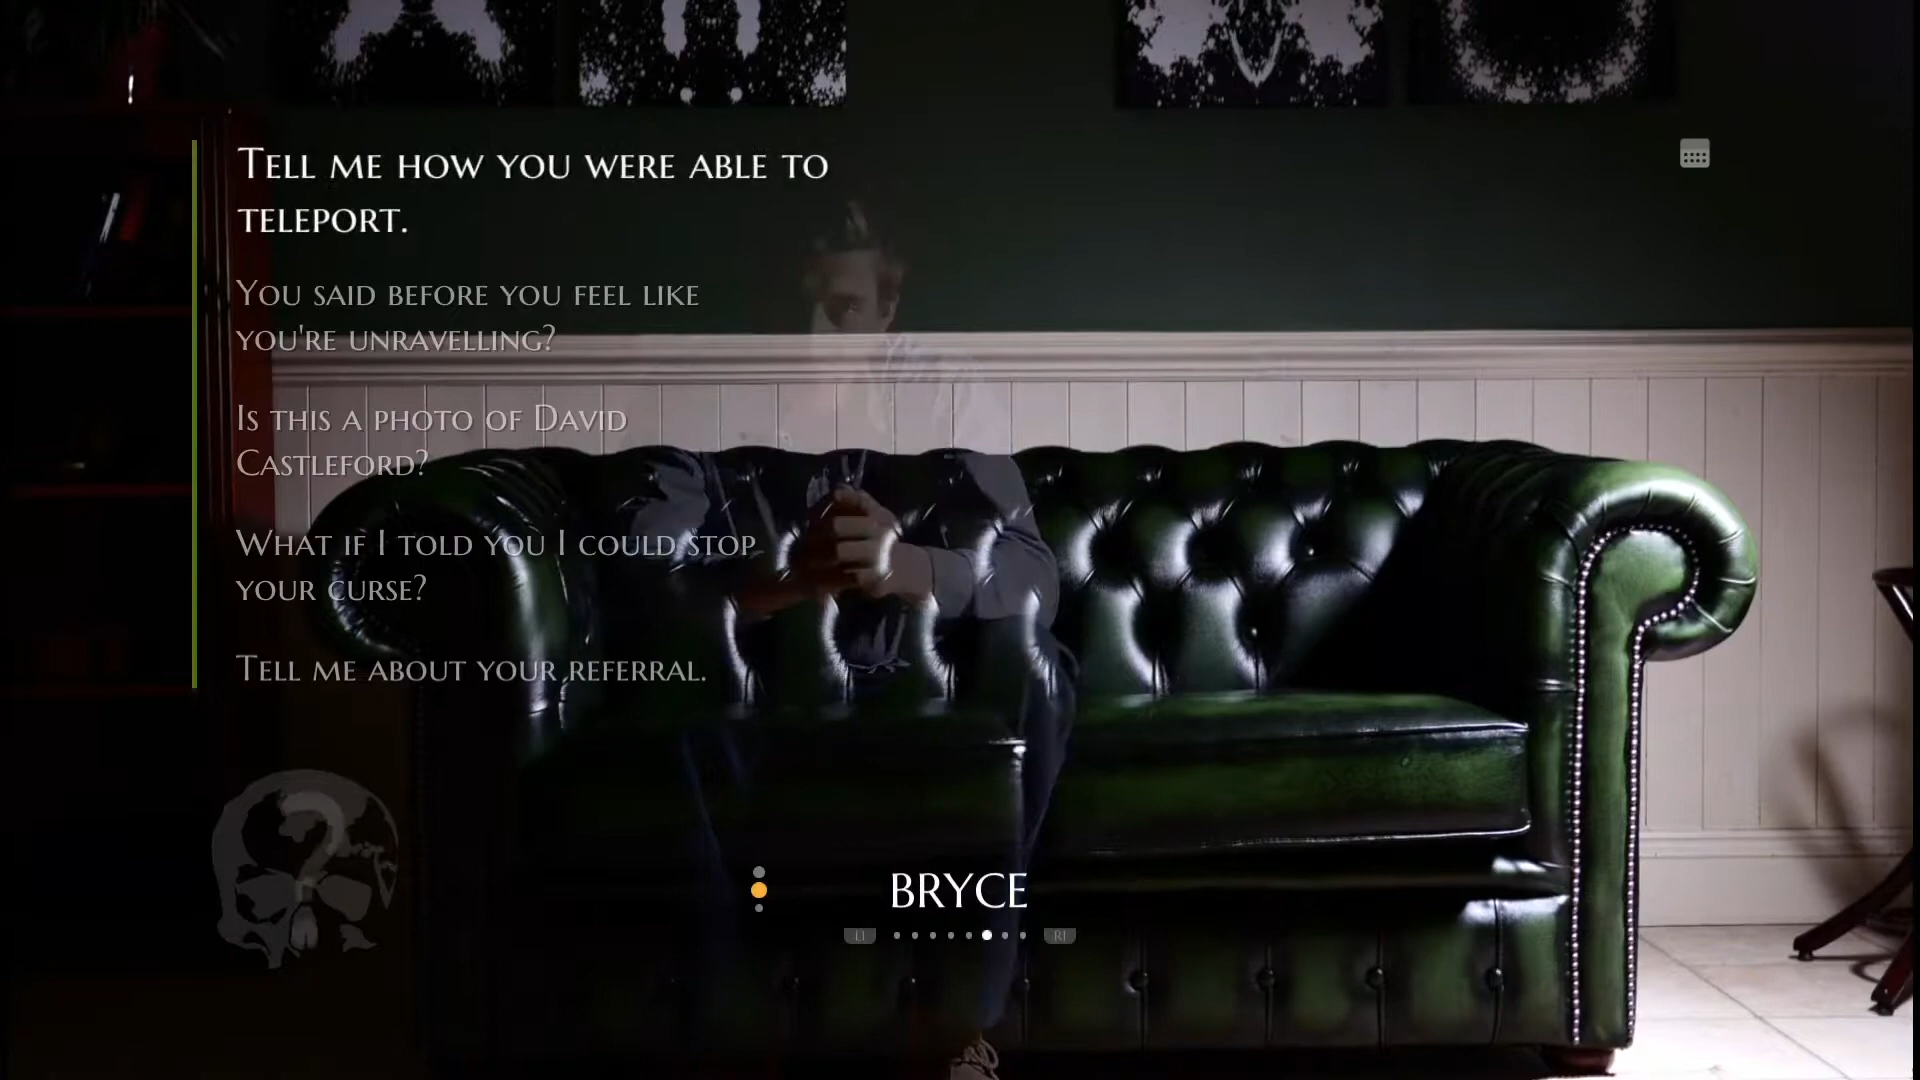 Tell me how you were able to
teleport.
You said before you feel like
you're unravelling?
Is this a photo of David
Castleford?
What if I told you I could stop
your curse?
Tell me about your referral.
?
BRYCE
L1 R1